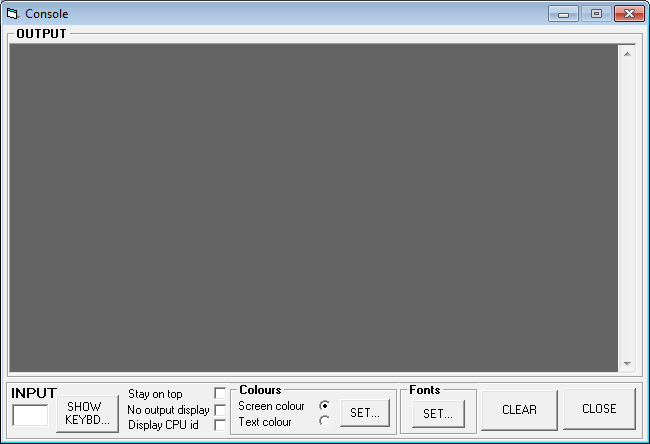 Console
OUTPUT
INPUT
SHOW
KEYBD...
Stay on top
No output display
Display CPU id
Colours
Screen colour
Text colour
SET...
Fonts
SET...
CLEAR
CLOSE